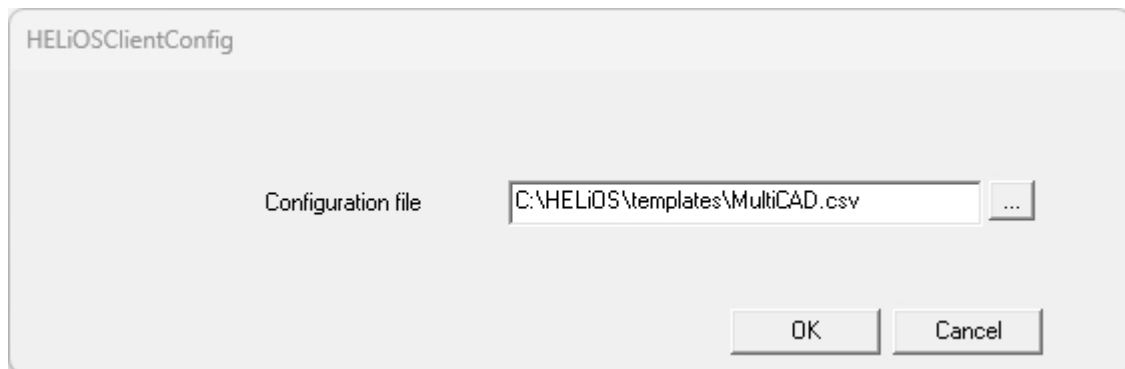 HELiOSClientConfig
Configuration file C:\HELiOS\templates\MultiCAD.csv ...
OK Cancel